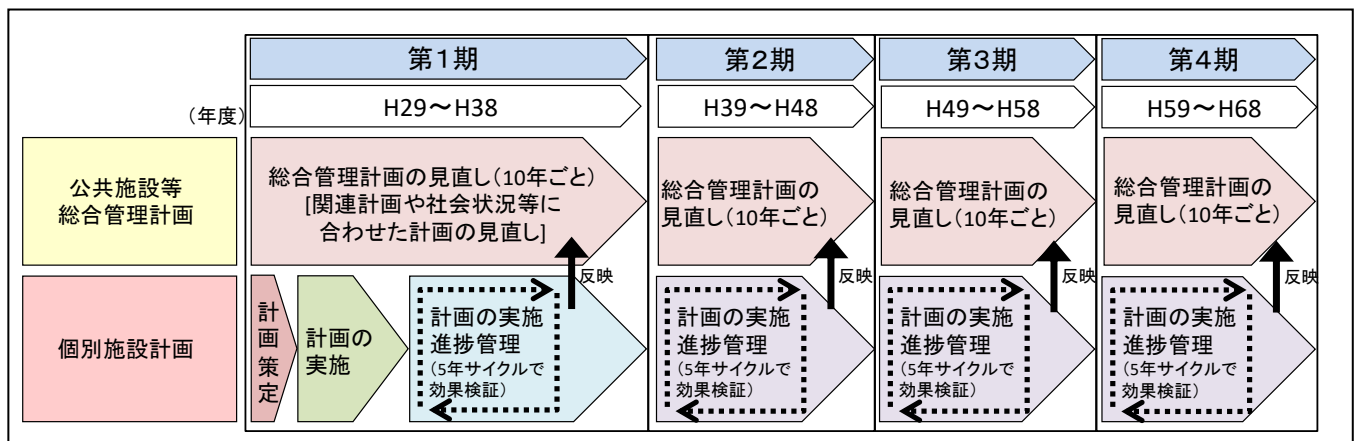 第1期
第2期
第3期
第4期
（年度）
H29～H38
H39～H48
H49～H58
H59～H68
公共施設等
総合管理計画
総合管理計画の見直し（10年ごと）
[関連計画や社会状況等に
合わせた計画の見直し]
総合管理計画の
見直し（10年ごと）
総合管理計画の
見直し（10年ごと）
総合管理計画の
見直し（10年ごと）
反映
反映
反映
反映
個別施設計画
計画策定
計画の
実施
計画の実施
進捗管理
（5年サイクルで
効果検証）
計画の実施
進捗管理
（5年サイクルで
効果検証）
計画の実施
進捗管理
（5年サイクルで
効果検証）
計画の実施
進捗管理
（5年サイクルで
効果検証）